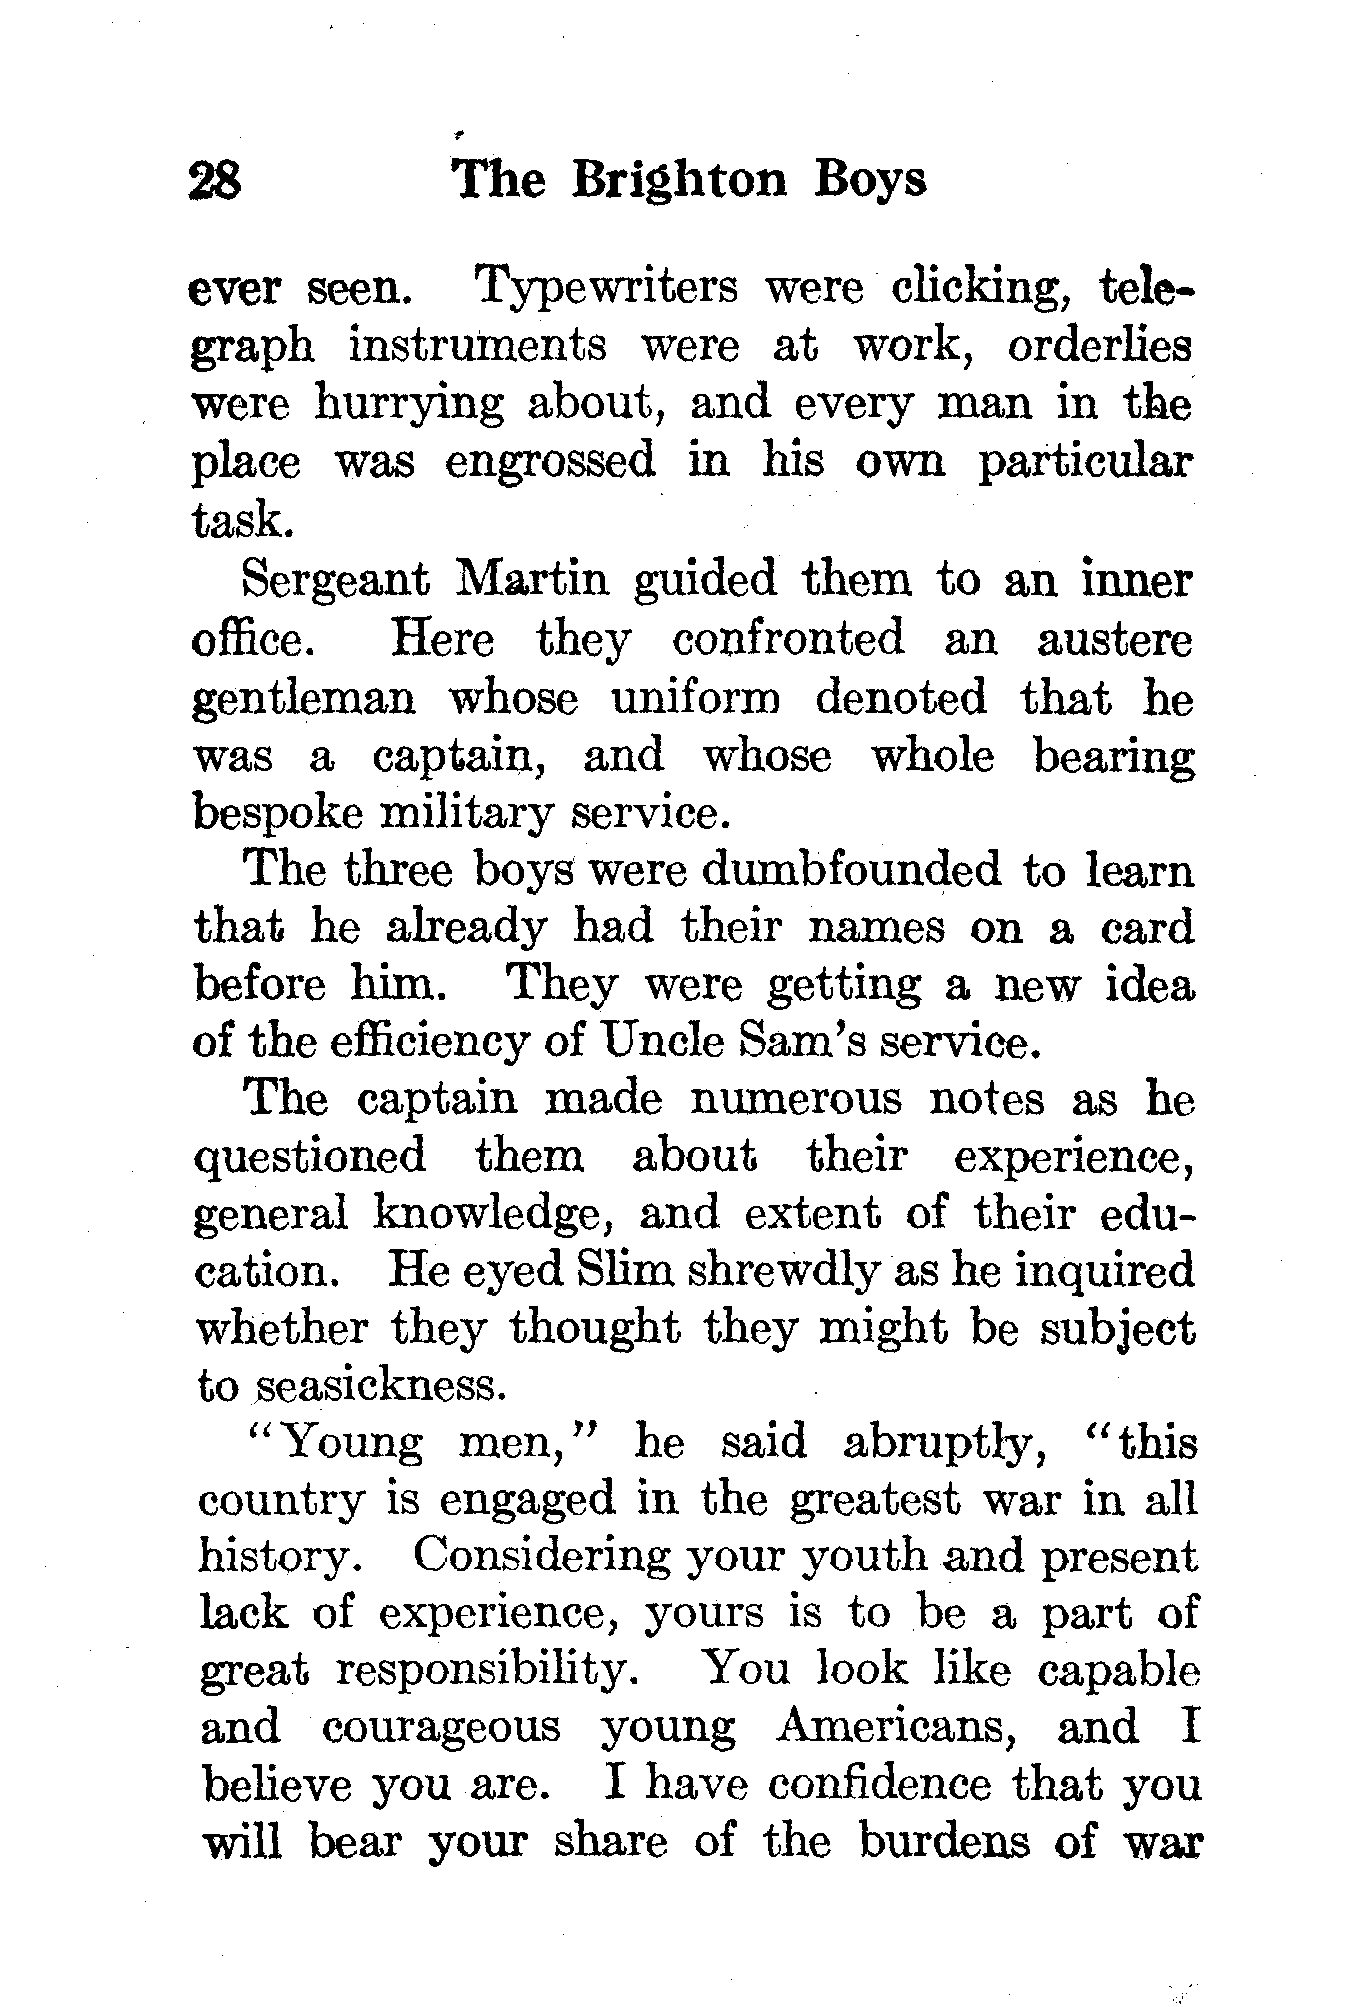 28 The Brighton Boys
ever seen. Typewriters were clicking, tele-
graph instruments were at work, orderlies
were hurrying about, and every man in the
place was engrossed in his own particular
task.
Sergeant Martin guided them to an inner
office. Here they confronted an austere
gentleman whose uniform denoted that he
was a captain, and whose whole bearing
bespoke military service.
The three boys were dumbfounded to learn
that he already had their names on a card
before him. They were getting a new idea
of the efficiency of Uncle Sam's service.
The captain made numerous notes as he
questioned them about their experience,
general knowledge, and extent of their edu-
cation. He eyed Slim shrewdly as he inquired
whether they thought they might be subject
to seasickness.
"Young men," he said abruptly, "this
country is engaged in the greatest war in all
history. Considering your youth and present
lack of experience, yours is to be a part of
great responsibility. You look like capable
and courageous young Americans, and I
believe you are. I have confidence that you
will bear your share of the burdens of war